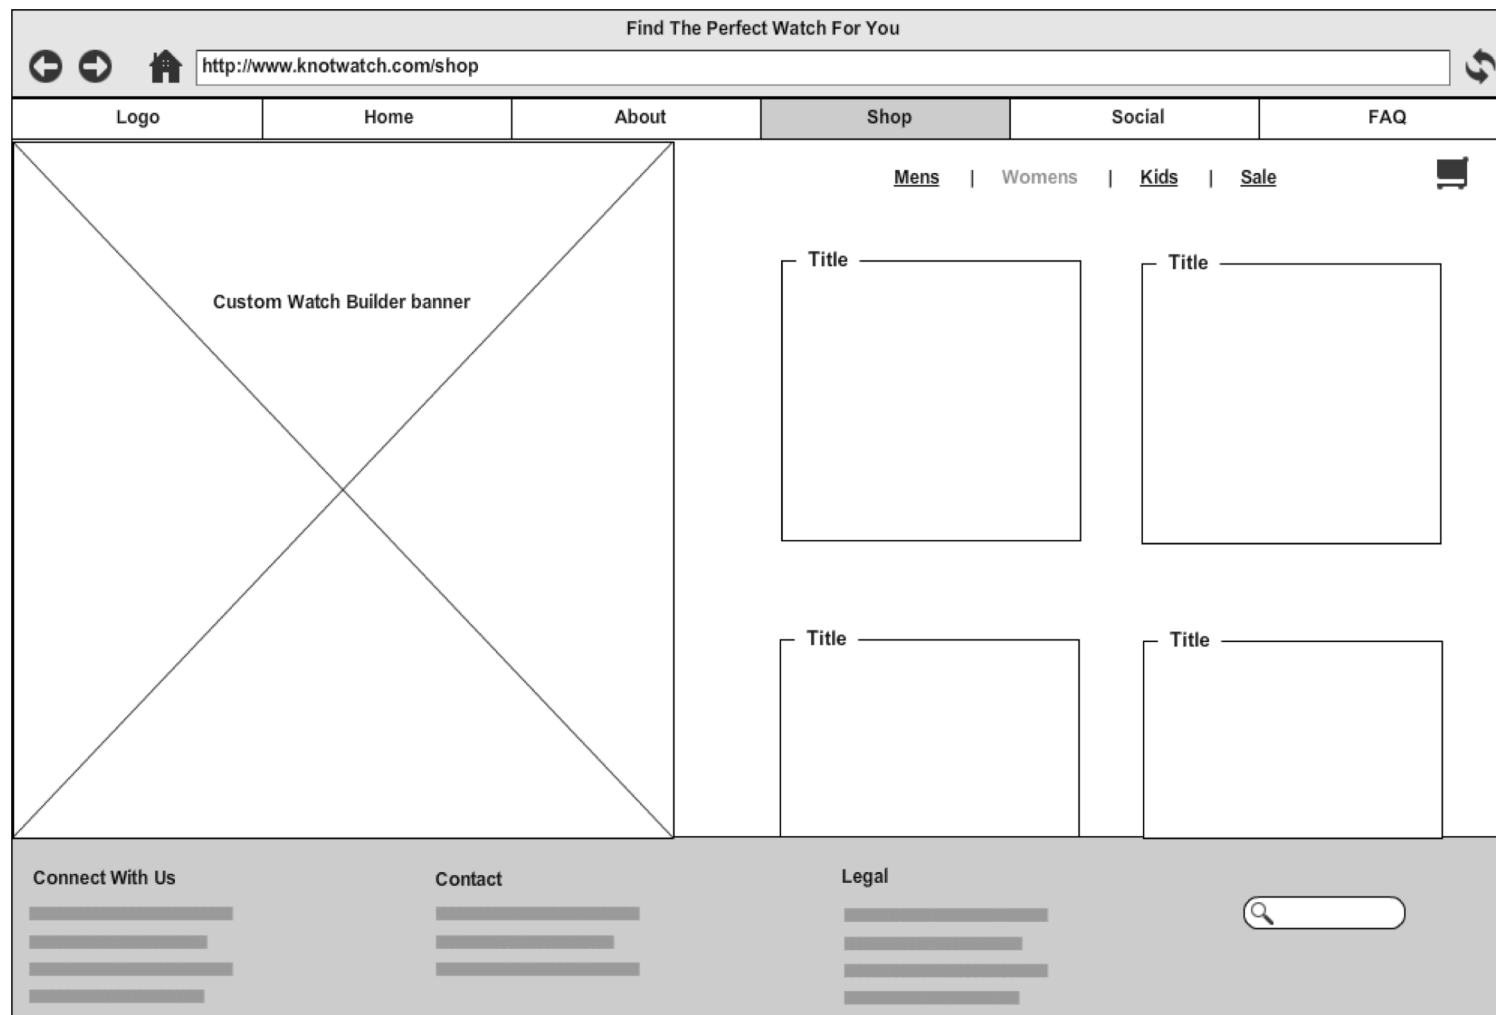 Find The Perfect Watch For You
http://www.knotwatch.com/shop
Logo Home About Shop Social FAQ
Mens | Womens | Kids | Sale
Custom Watch Builder banner
Title Title
Title Title
Connect With Us Contact Legal